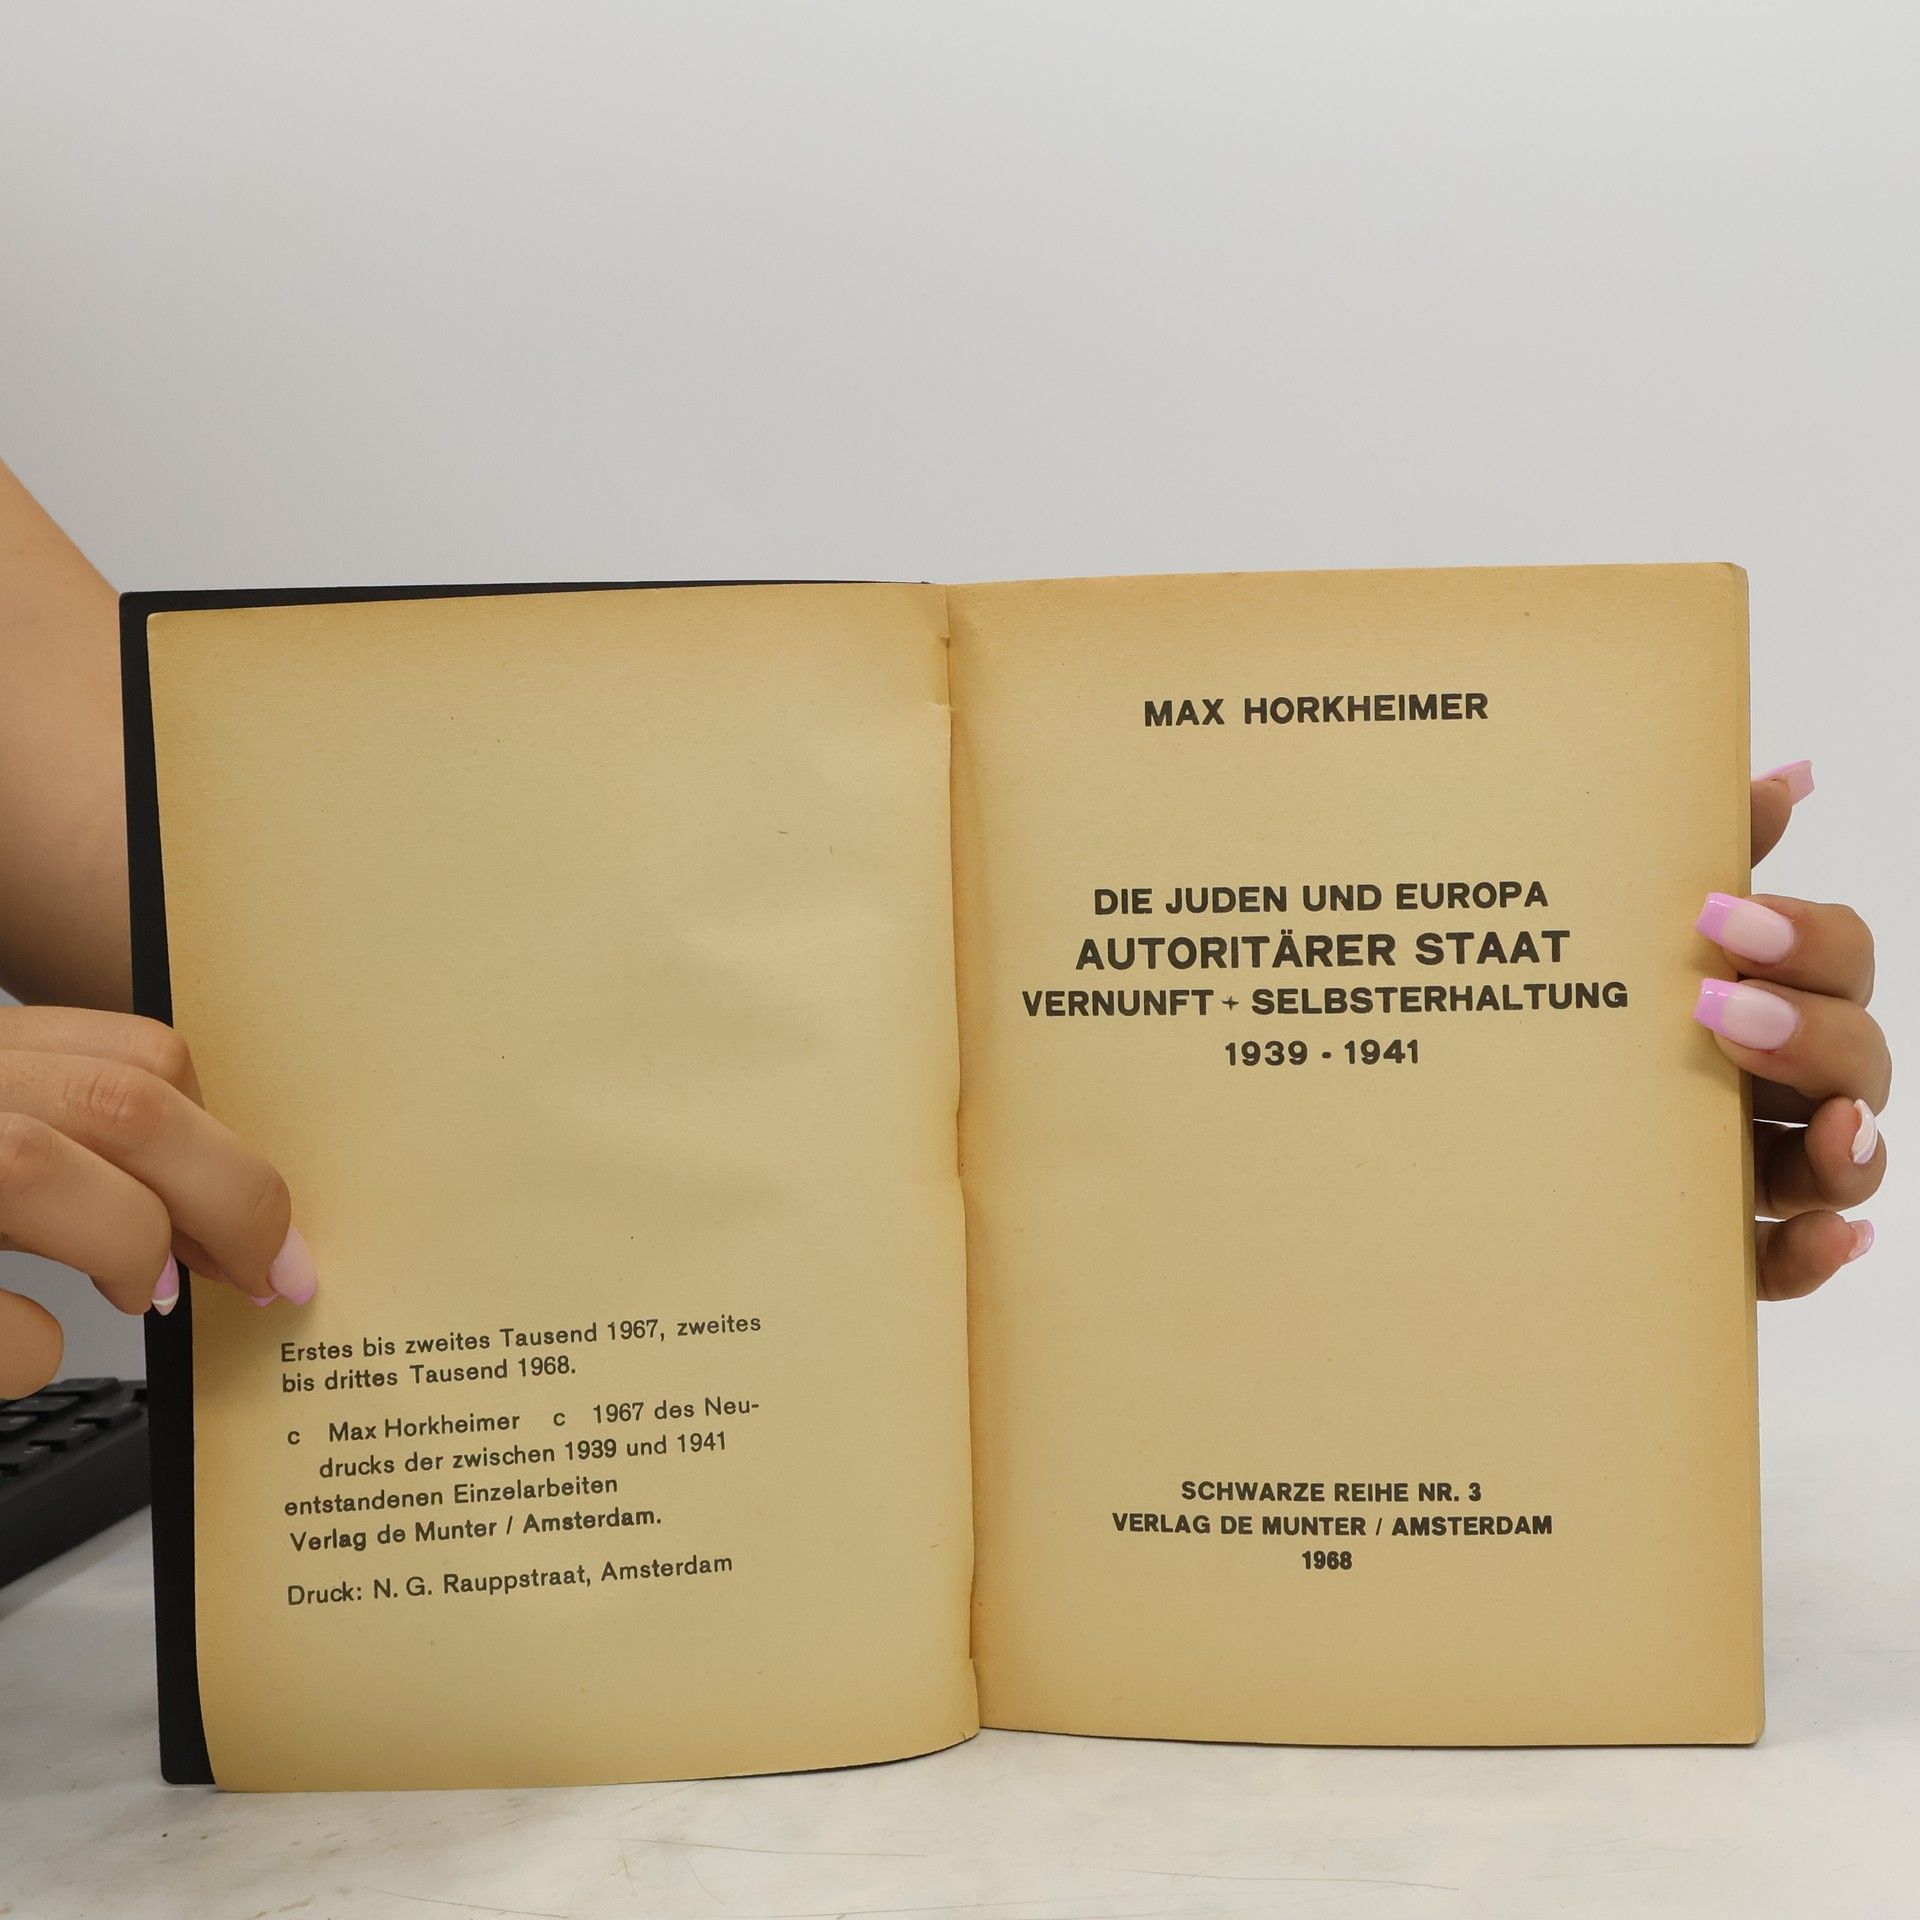 Erstes bis zweites Tausend 1967, zweites
bis drittes Tausend 1968.
c Max Horkheimer c 1967 des Neu-
drucks der zwischen 1939 und 1941
entstandenen Einzelarbeiten
Verlag de Munter / Amsterdam.
Druck: N. G. Rauppstraat, Amsterdam
MAX HORKHEIMER
DIE JUDEN UND EUROPA
AUTORITÄRER STAAT
VERNUNFT + SELBSTERHALTUNG
1939 - 1941
SCHWARZE REIHE NR. 3
VERLAG DE MUNTER / AMSTERDAM
1968